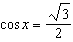 cos x = √3/2